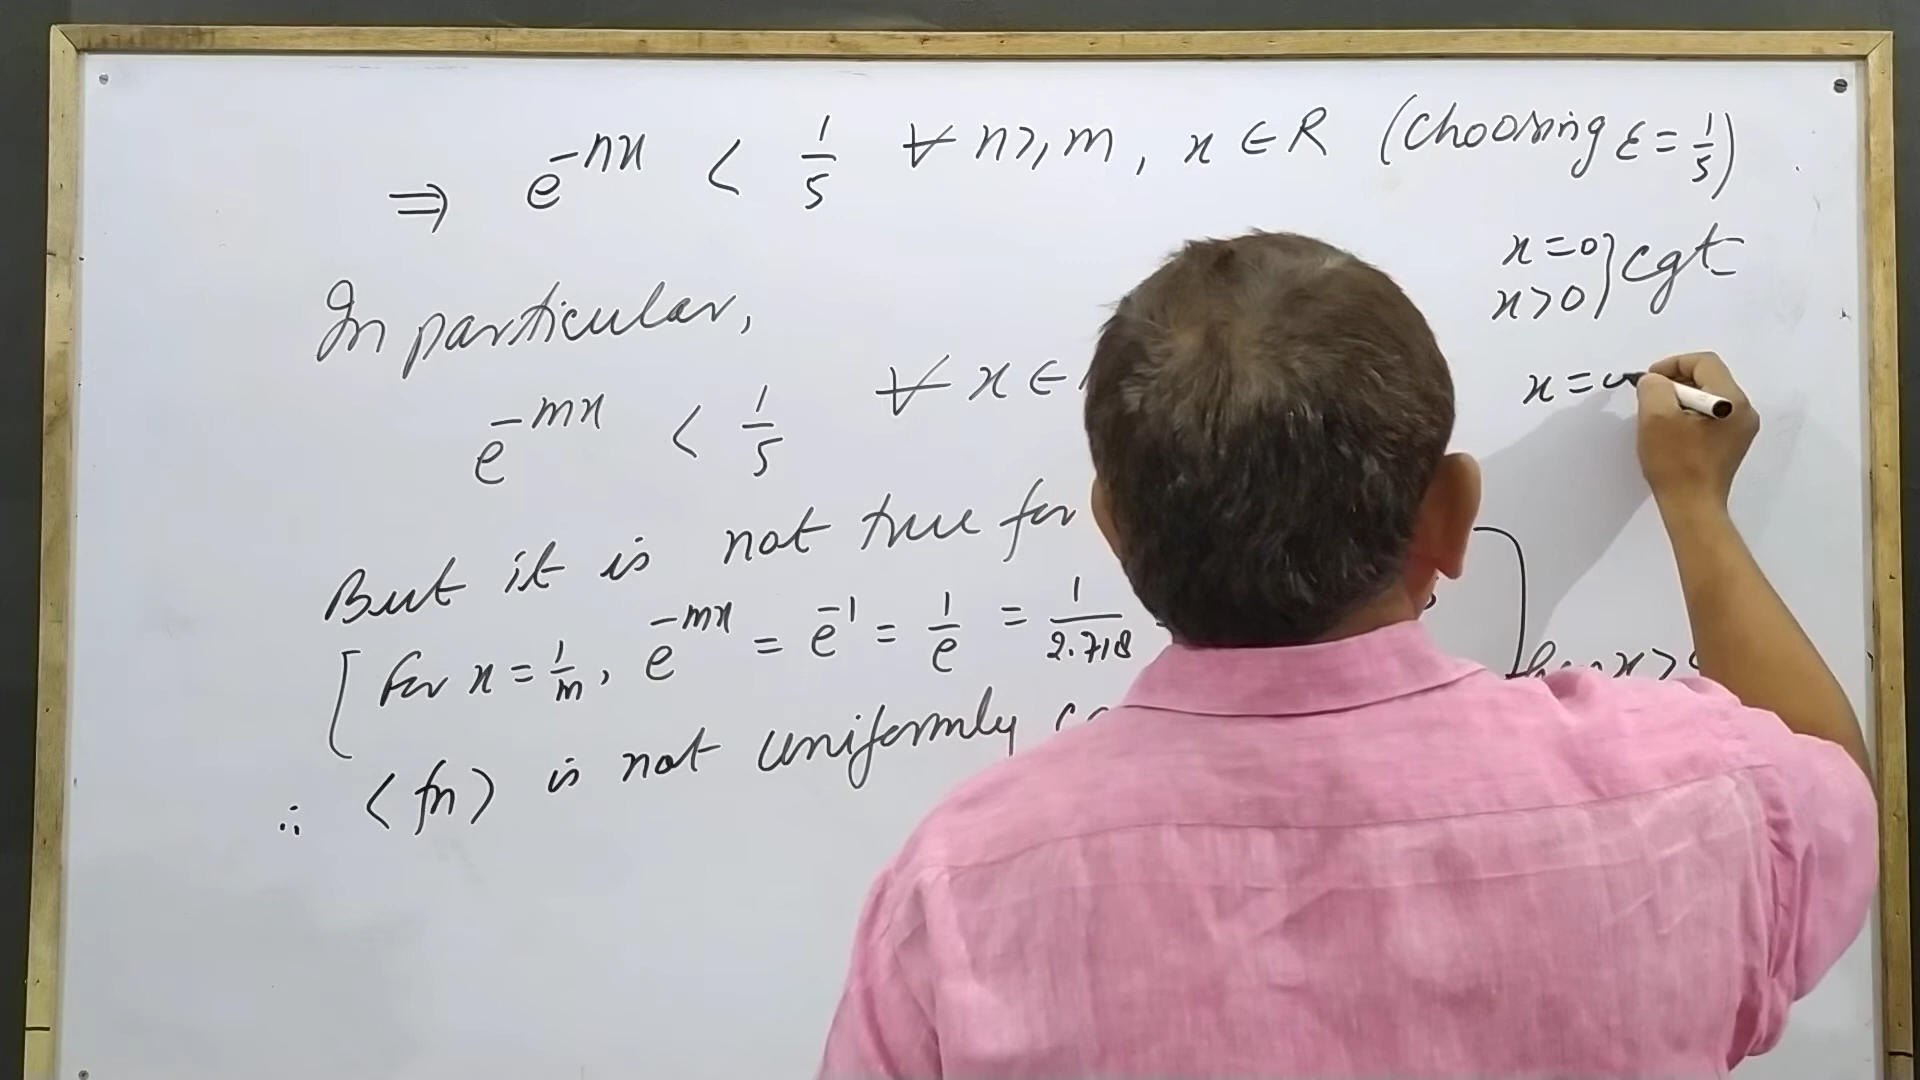 ⇒ e^{-nx} < 1/5 ∀ n≥m, x ∈ R (choosing ε = 1/5)
x=0
x>0 } cgt
In particular,
e^{-mx} < 1/5 ∀ x ∈
x =
But it is not true for
[for x = 1/m, e^{-mx} = e^{-1} = 1/e = 1/2.718
x >
∴ <fn> is not uniformly